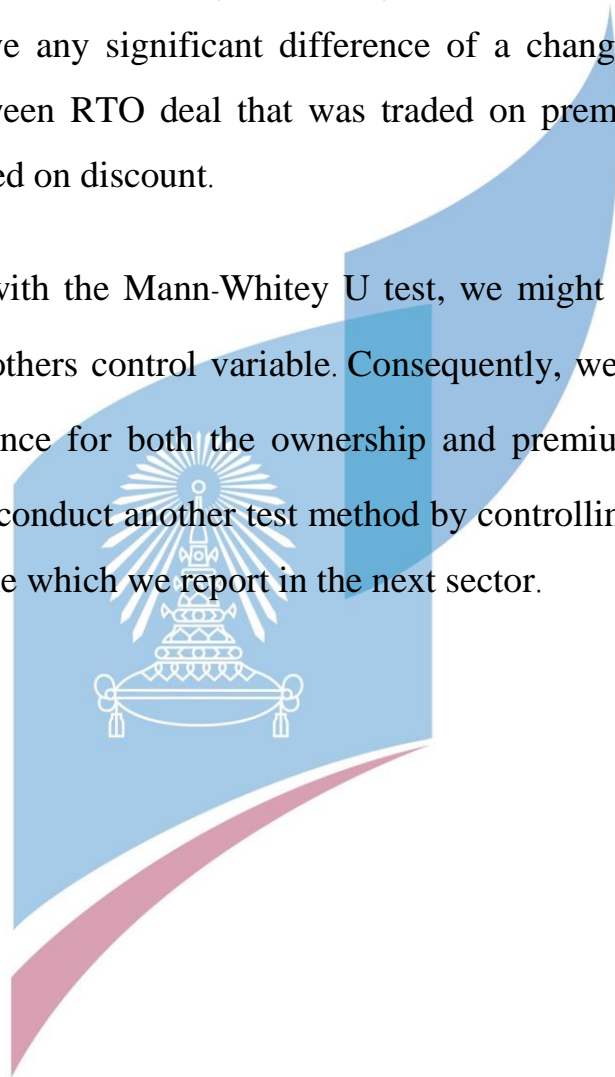 ve any significant difference of a chang
ween RTO deal that was traded on prem
ed on discount.
with the Mann-Whitey U test, we might
others control variable. Consequently, we
nce for both the ownership and premiu
conduct another test method by controllin
e which we report in the next sector.